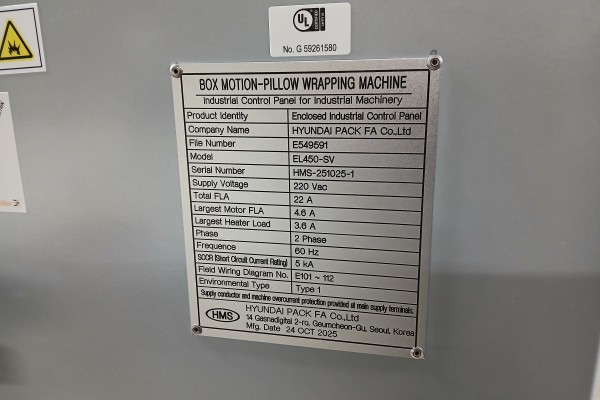 UL
No. G 59261580
BOX MOTION-PILLOW WRAPPING MACHINE
Industrial Control Panel for Industrial Machinery
Product Identity Enclosed Industrial Control Panel
Company Name HYUNDAI PACK FA Co.,Ltd
File Number E549591
Model EL450-SV
Serial Number HMS-251025-1
Supply Voltage 220 Vac
Total FLA 22 A
Largest Motor FLA 4.6 A
Largest Heater Load 3.6 A
Phase 2 Phase
Frequence 60 Hz
SCCR (Short Circuit Current Rating) 5 kA
Field Wiring Diagram No. E101 ~ 112
Environmental Type Type 1
Supply conductor and machine overcurrent protection provided at main supply terminals.
HMS HYUNDAI PACK FA Co.,Ltd
14 Gasnadigital 2-ro, Geumcheon-Gu, Seoul, Korea
Mfg. Date 24 OCT 2025